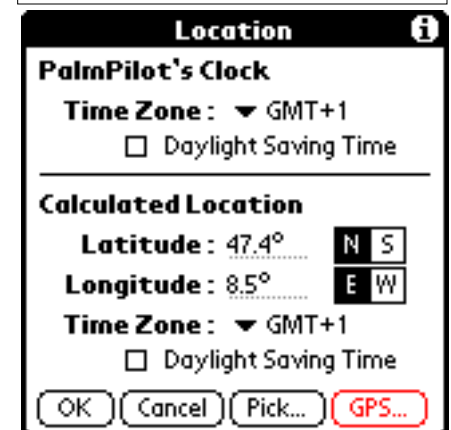 Location i
PalmPilot's Clock
Time Zone: GMT+1
Daylight Saving Time
Calculated Location
Latitude: 47.4° N S
Longitude: 8.5° E W
Time Zone: GMT+1
Daylight Saving Time
OK Cancel Pick... GPS...